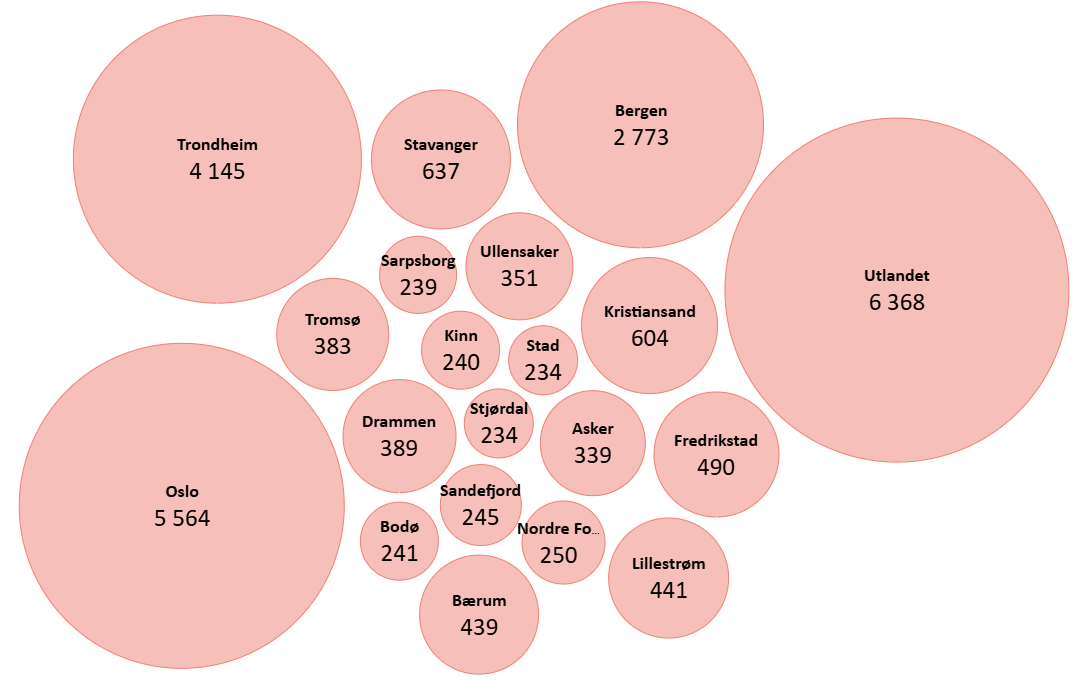 Bergen
2 773
Trondheim
4 145
Stavanger
637
Ullensaker
351
Sarpsborg
239
Utlandet
6 368
Kristiansand
604
Tromsø
383
Kinn
240
Stad
234
Stjørdal
234
Drammen
389
Asker
339
Fredrikstad
490
Oslo
5 564
Sandefjord
245
Bodø
241
Nordre Fo...
250
Lillestrøm
441
Bærum
439